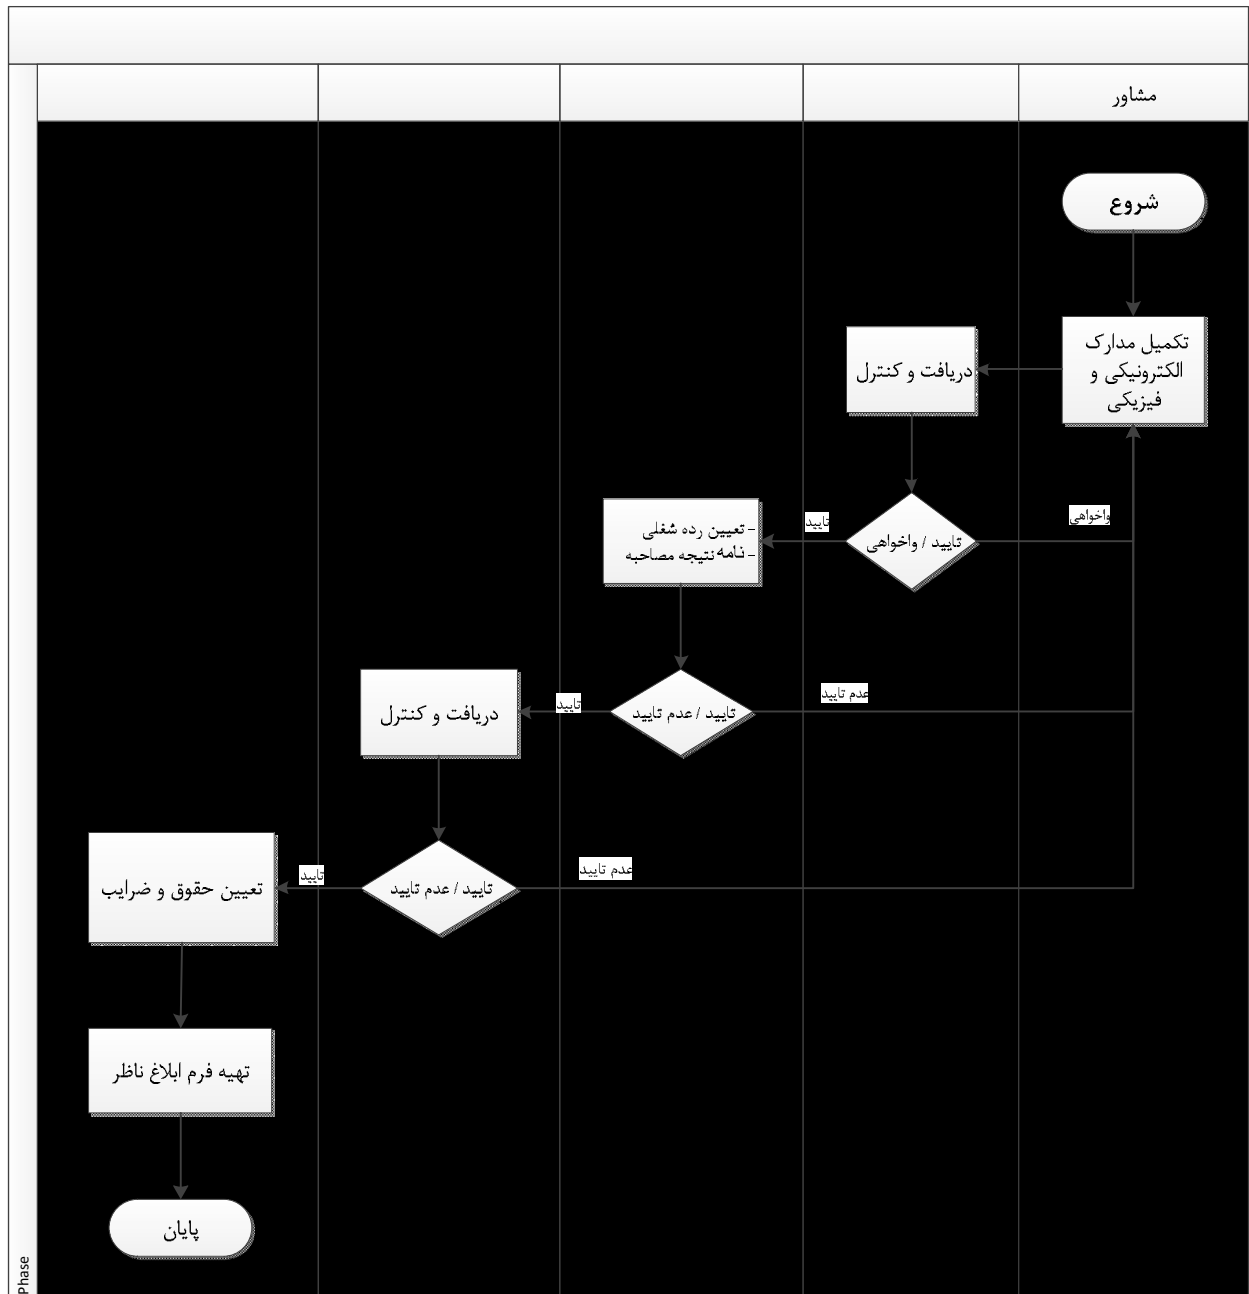 مشاور
شروع
تکمیل مدارک
الکترونیکی و
فیزیکی
دریافت و کنترل
تایید / واخواهی
واخواهی
تایید
- تعیین رده شغلی
- نامه نتیجه مصاحبه
تایید / عدم تایید
عدم تایید
تایید
دریافت و کنترل
تایید / عدم تایید
عدم تایید
تایید
تعیین حقوق و ضرایب
تهیه فرم ابلاغ ناظر
پایان
Phase